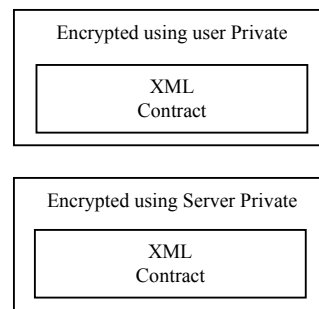 Encrypted using user Private
XML
Contract
Encrypted using Server Private
XML
Contract